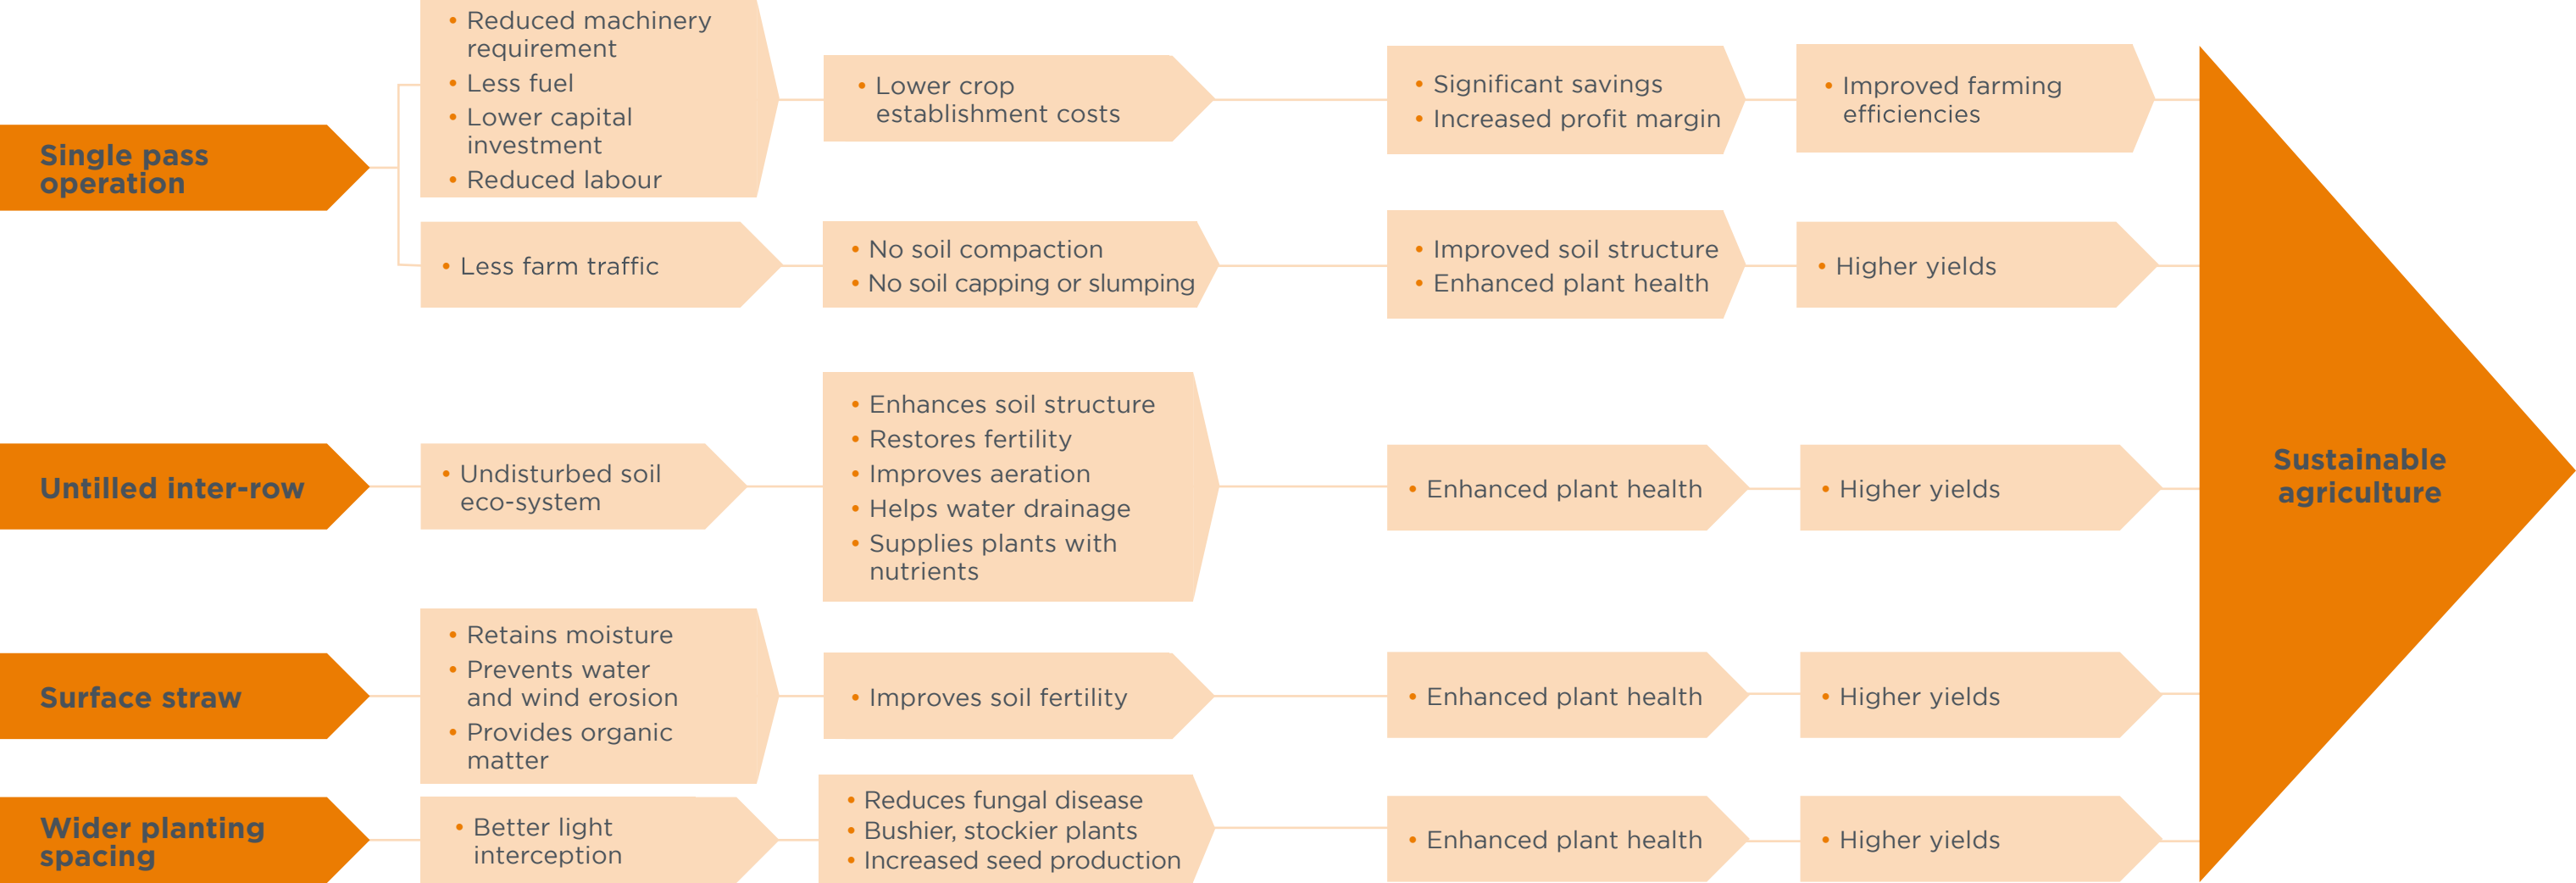 Single pass
operation
• Reduced machinery
requirement
• Less fuel
• Lower capital
investment
• Reduced labour
• Lower crop
establishment costs
• Significant savings
• Increased profit margin
• Improved farming
efficiencies
• Less farm traffic
• No soil compaction
• No soil capping or slumping
• Improved soil structure
• Enhanced plant health
• Higher yields
Untilled inter-row
• Undisturbed soil
eco-system
• Enhances soil structure
• Restores fertility
• Improves aeration
• Helps water drainage
• Supplies plants with
nutrients
• Enhanced plant health
• Higher yields
Surface straw
• Retains moisture
• Prevents water
and wind erosion
• Provides organic
matter
• Improves soil fertility
• Enhanced plant health
• Higher yields
Wider planting
spacing
• Better light
interception
• Reduces fungal disease
• Bushier, stockier plants
• Increased seed production
• Enhanced plant health
• Higher yields
Sustainable
agriculture